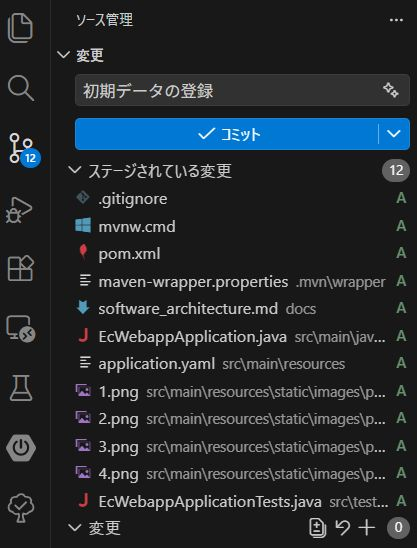 ソース管理
変更
初期データの登録
コミット
12
ステージされている変更 12
.gitignore A
mvnw.cmd A
pom.xml A
maven-wrapper.properties .mvn\wrapper A
software_architecture.md docs A
J EcWebappApplication.java src\main\jav... A
application.yaml src\main\resources A
1.png src\main\resources\static\images\p... A
2.png src\main\resources\static\images\p... A
3.png src\main\resources\static\images\p... A
4.png src\main\resources\static\images\p... A
J EcWebappApplicationTests.java src\test... A
変更 0